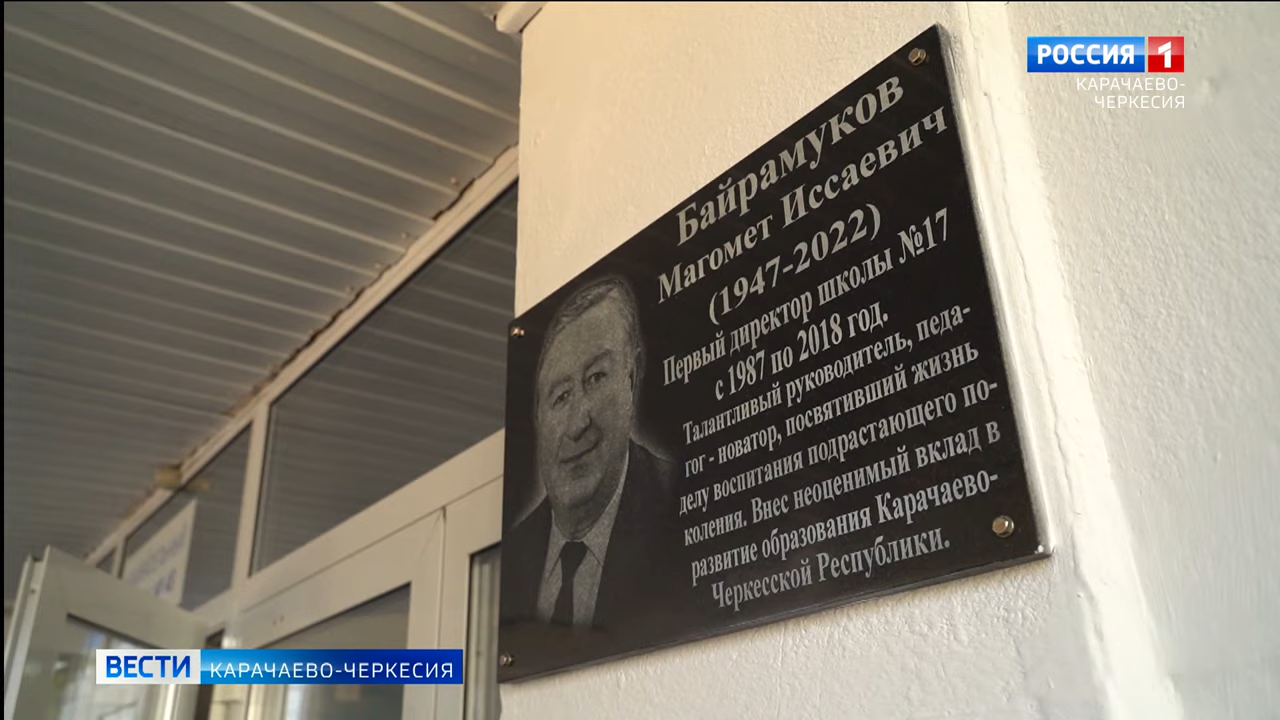 РОССИЯ 1
КАРАЧАЕВО-
ЧЕРКЕСИЯ
Байрамуков
Магомет Иссаевич
(1947-2022)
Первый директор школы №17
с 1987 по 2018 год.
Талантливый руководитель, педа-
гог - новатор, посвятивший жизнь
делу воспитания подрастающего по-
коления. Внес неоценимый вклад в
развитие образования Карачаево-
Черкесской Республики.
ВЕСТИ КАРАЧАЕВО-ЧЕРКЕСИЯ